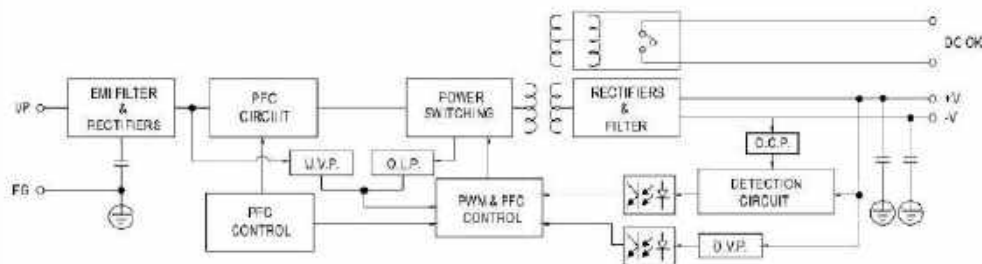 DC OK
EMI FILTER
&
RECTIFIERS
PFC
CIRCUIT
POWER
SWITCHING
RECTIFIERS
&
FILTER
+V
-V
I/P
U.V.P.
O.L.P.
O.C.P.
FG
PFC
CONTROL
PWM & PFC
CONTROL
DETECTION
CIRCUIT
O.V.P.